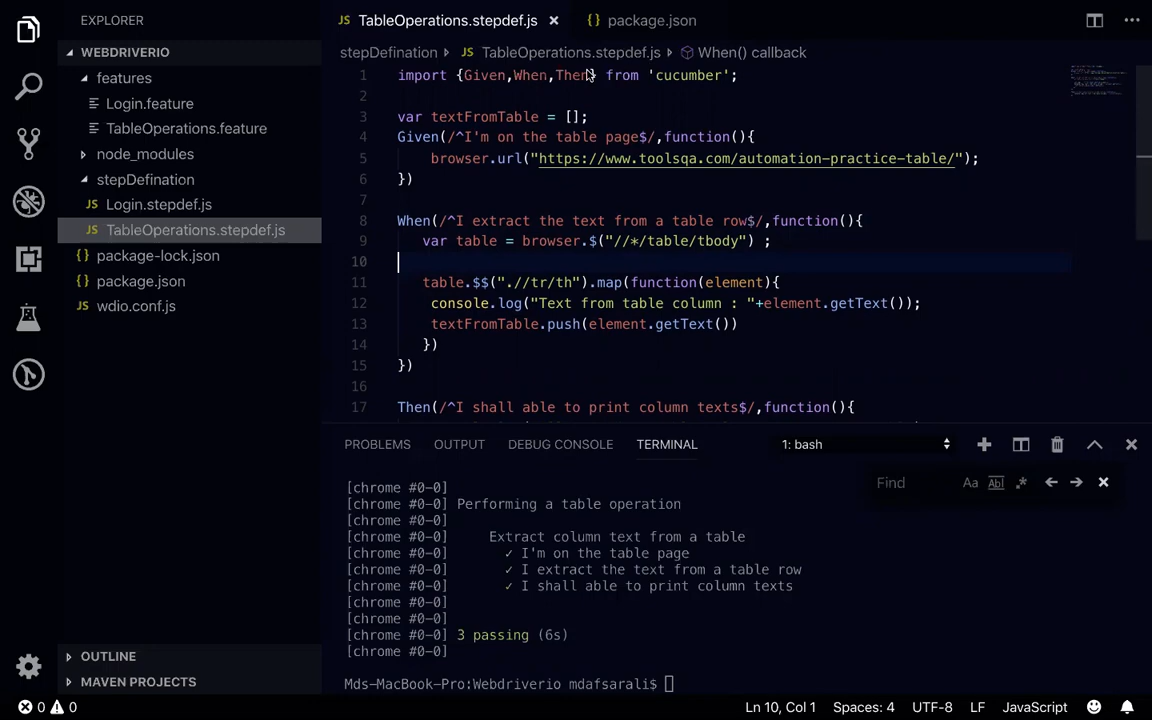 EXPLORER
TableOperations.stepdef.js
package.json
WEBDRIVERIO
stepDefination TableOperations.stepdef.js When() callback
features
Login.feature
TableOperations.feature
node_modules
stepDefination
Login.stepdef.js
TableOperations.stepdef.js
package-lock.json
package.json
wdio.conf.js
OUTLINE
MAVEN PROJECTS
1 import {Given,When,Then} from 'cucumber';
2
3 var textFromTable = [];
4 Given(/^I'm on the table page$/,function(){
5 browser.url("https://www.toolsqa.com/automation-practice-table/");
6 })
7
8 When(/^I extract the text from a table row$/,function(){
9 var table = browser.$("//*/table/tbody") ;
10
11 table.$$(".//tr/th").map(function(element){
12 console.log("Text from table column : "+element.getText());
13 textFromTable.push(element.getText())
14 })
15 })
16
17 Then(/^I shall able to print column texts$/,function(){
PROBLEMS OUTPUT DEBUG CONSOLE TERMINAL 1: bash
Find Aa Abl .*
[chrome #0-0]
[chrome #0-0] Performing a table operation
[chrome #0-0]
[chrome #0-0] Extract column text from a table
[chrome #0-0] ✓ I'm on the table page
[chrome #0-0] ✓ I extract the text from a table row
[chrome #0-0] ✓ I shall able to print column texts
[chrome #0-0]
[chrome #0-0]
[chrome #0-0] 3 passing (6s)
[chrome #0-0]
Mds-MacBook-Pro:Webdriverio mdafsarali$
0 0 Ln 10, Col 1 Spaces: 4 UTF-8 LF JavaScript